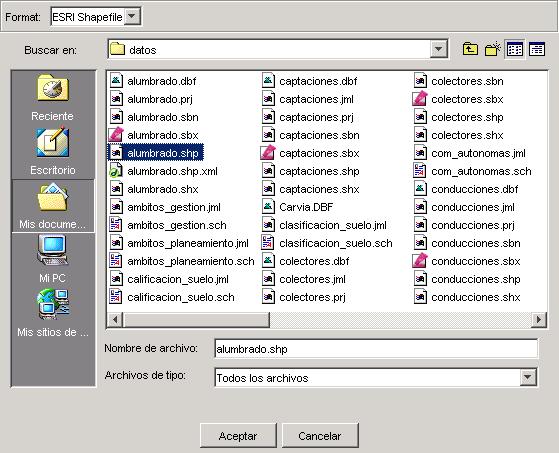 Format: ESRI Shapefile
Buscar en: datos
Reciente
Escritorio
Mis docume...
Mi PC
Mis sitios de ...
alumbrado.dbf
alumbrado.prj
alumbrado.sbn
alumbrado.sbx
alumbrado.shp
alumbrado.shp.xml
alumbrado.shx
ambitos_gestion.jml
ambitos_gestion.sch
ambitos_planeamiento.jml
ambitos_planeamiento.sch
calificacion_suelo.jml
calificacion_suelo.sch
captaciones.dbf
captaciones.jml
captaciones.prj
captaciones.sbn
captaciones.sbx
captaciones.shp
captaciones.shx
Carvia.DBF
clasificacion_suelo.jml
clasificacion_suelo.sch
colectores.dbf
colectores.jml
colectores.prj
colectores.sbn
colectores.sbx
colectores.shp
colectores.shx
com_autonomas.jml
com_autonomas.sch
conducciones.dbf
conducciones.jml
conducciones.prj
conducciones.sbn
conducciones.sbx
conducciones.shp
conducciones.shx
Nombre de archivo: alumbrado.shp
Archivos de tipo: Todos los archivos
Aceptar Cancelar